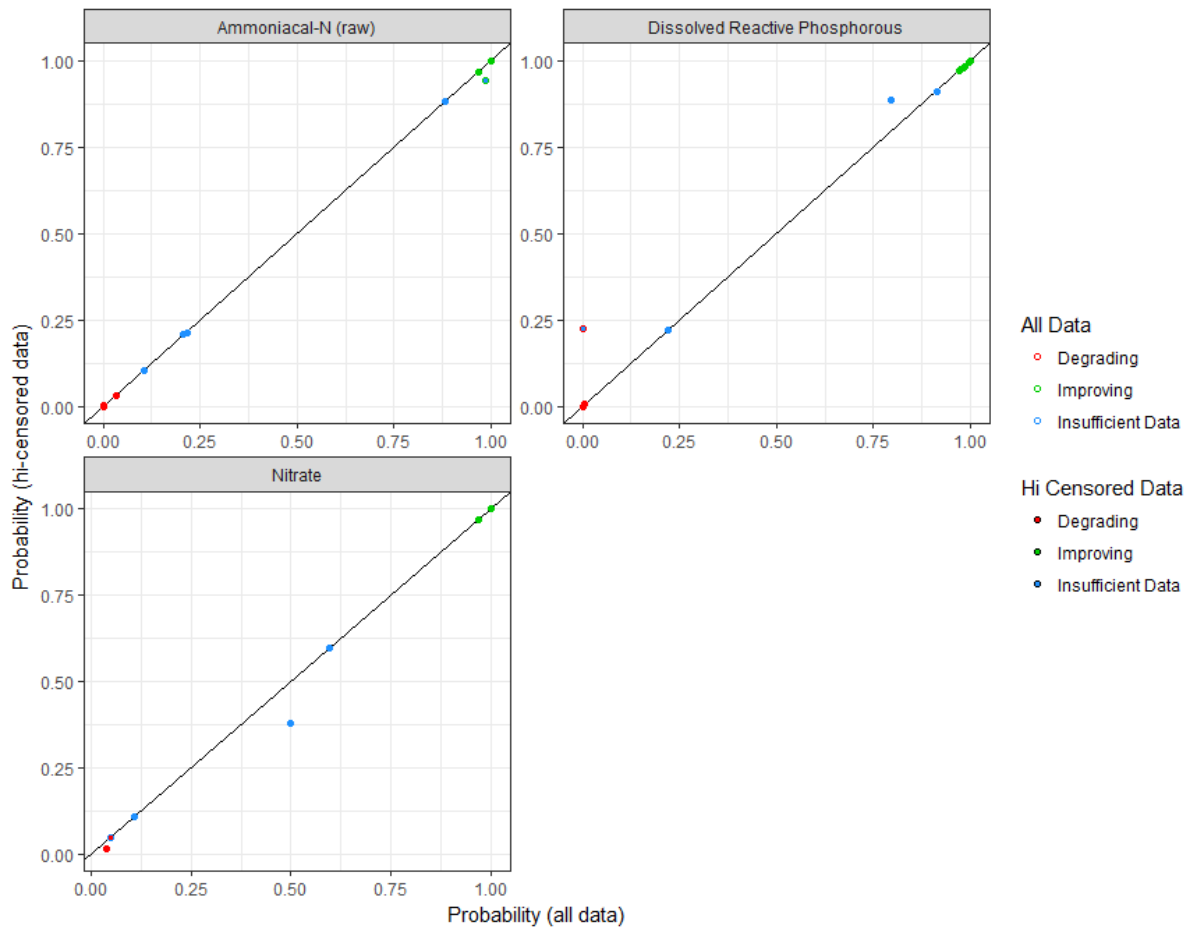 Ammoniacal-N (raw)
Dissolved Reactive Phosphorous
1.00
0.75
0.50
0.25
0.00
0.00 0.25 0.50 0.75 1.00
1.00
0.75
0.50
0.25
0.00
0.00 0.25 0.50 0.75 1.00
Nitrate
1.00
0.75
0.50
0.25
0.00
0.00 0.25 0.50 0.75 1.00
Probability (hi-censored data)
Probability (all data)
All Data
Degrading
Improving
Insufficient Data
Hi Censored Data
Degrading
Improving
Insufficient Data